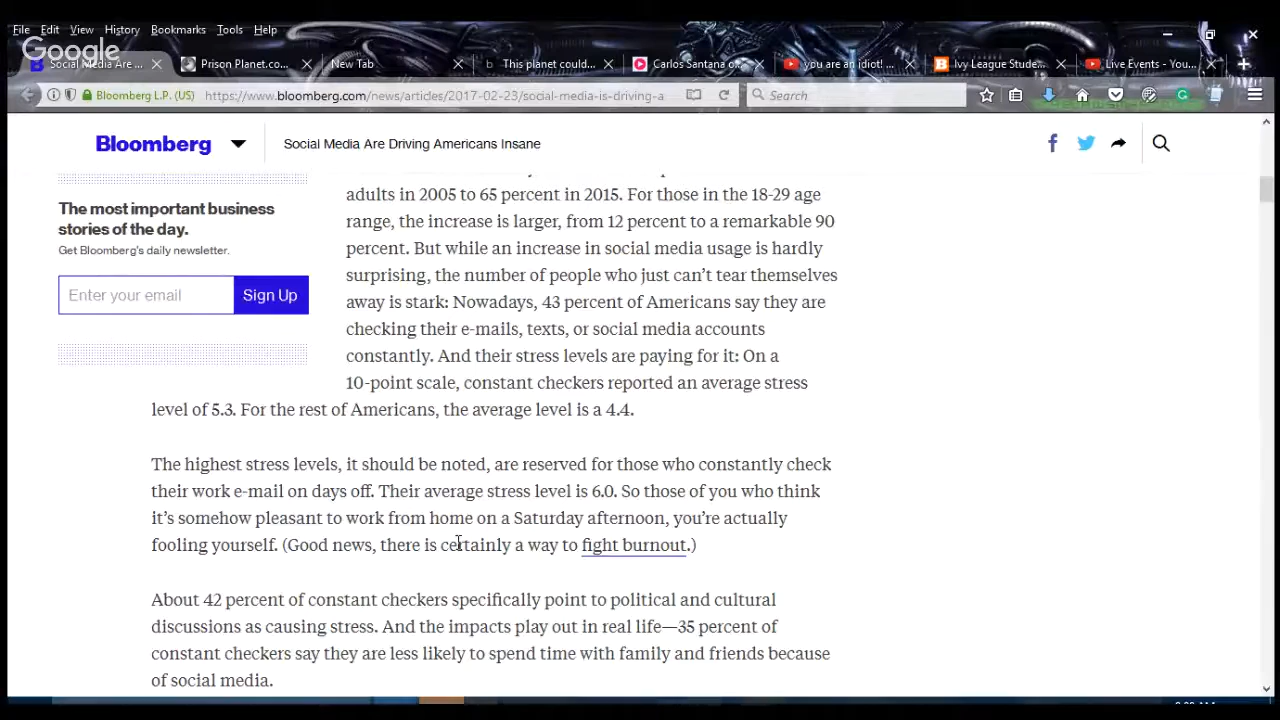 File Edit View History Bookmarks Tools Help
Google
Social Media Are ... Prison Planet.co... New Tab This planet could... Carlos Santana o... you are an idiot! ... Ivy League Stude... Live Events - You...
Bloomberg L.P. (US) https://www.bloomberg.com/news/articles/2017-02-23/social-media-is-driving-a Search
Bloomberg Social Media Are Driving Americans Insane
The most important business
stories of the day.
Get Bloomberg's daily newsletter.
Enter your email Sign Up
adults in 2005 to 65 percent in 2015. For those in the 18-29 age
range, the increase is larger, from 12 percent to a remarkable 90
percent. But while an increase in social media usage is hardly
surprising, the number of people who just can't tear themselves
away is stark: Nowadays, 43 percent of Americans say they are
checking their e-mails, texts, or social media accounts
constantly. And their stress levels are paying for it: On a
10-point scale, constant checkers reported an average stress
level of 5.3. For the rest of Americans, the average level is a 4.4.
The highest stress levels, it should be noted, are reserved for those who constantly check
their work e-mail on days off. Their average stress level is 6.0. So those of you who think
it's somehow pleasant to work from home on a Saturday afternoon, you're actually
fooling yourself. (Good news, there is certainly a way to fight burnout.)
About 42 percent of constant checkers specifically point to political and cultural
discussions as causing stress. And the impacts play out in real life—35 percent of
constant checkers say they are less likely to spend time with family and friends because
of social media.